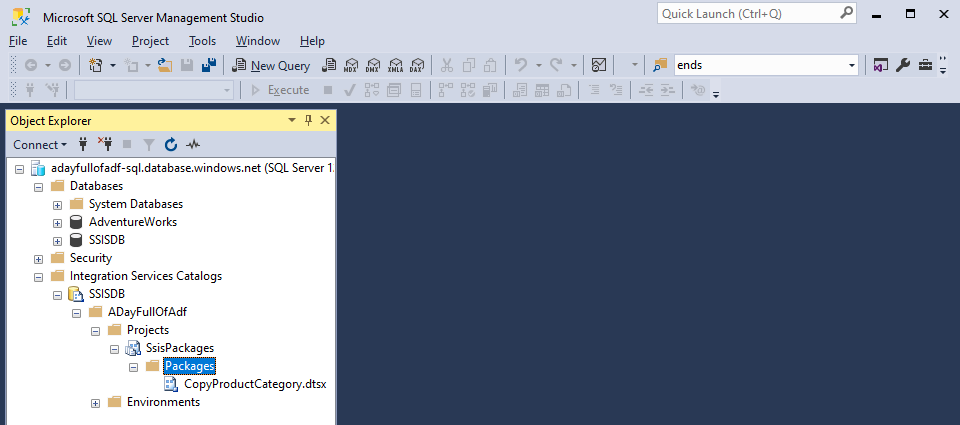 Microsoft SQL Server Management Studio
Quick Launch (Ctrl+Q)
File Edit View Project Tools Window Help
New Query MDX DMX XMLA DAX ends
Execute
Object Explorer
Connect
adayfullofadf-sql.database.windows.net (SQL Server 1
Databases
System Databases
AdventureWorks
SSISDB
Security
Integration Services Catalogs
SSISDB
ADayFullOfAdf
Projects
SsisPackages
Packages
CopyProductCategory.dtsx
Environments